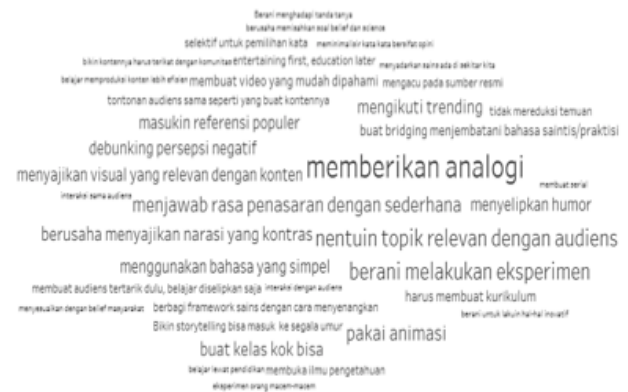 Berani menghadapi tanda tanya
berusaha memisahkan soal belief dan science
selektif untuk pemilihan kata meminimalisir kata kata bersifat opini
bikin kontennya harus terikat dengan komunitas entertaining first, education later menyadarkan sains ada di sekitar kita
belajar memproduksi konten lebih efisien membuat video yang mudah dipahami mengacu pada sumber resmi
tontonan audiens sama seperti yang buat kontennya mengikuti trending tidak mereduksi temuan
masukin referensi populer buat bridging menjembatani bahasa saintis/praktisi
debunking persepsi negatif
menyajikan visual yang relevan dengan konten memberikan analogi
membuat serial
interaksi sama audiens
menjawab rasa penasaran dengan sederhana menyelipkan humor
berusaha menyajikan narasi yang kontras nentuin topik relevan dengan audiens
menggunakan bahasa yang simpel berani melakukan eksperimen
membuat audiens tertarik dulu, belajar diselipkan saja interaksi dengan audiens
harus membuat kurikulum
menyesuaikan dengan belief masyarakat berbagi framework sains dengan cara menyenangkan
berani untuk lakuin hal-hal inovatif
Bikin storytelling bisa masuk ke segala umur pakai animasi
buat kelas kok bisa
belajar lewat pendidikan membuka ilmu pengetahuan
eksperimen orang macem-macem